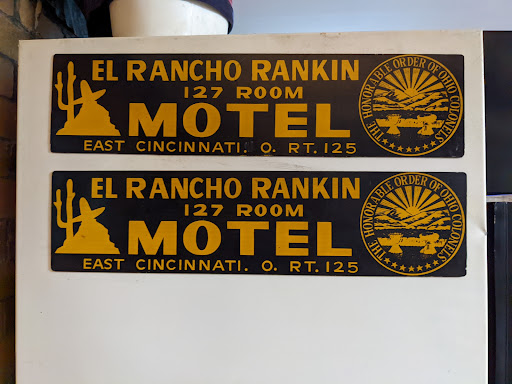 EL RANCHO RANKIN
127 ROOM
MOTEL
EAST CINCINNATI. O. RT. 125
THE HONORABLE ORDER OF OHIO COLONELS
EL RANCHO RANKIN
127 ROOM
MOTEL
EAST CINCINNATI. O. RT. 125
THE HONORABLE ORDER OF OHIO COLONELS